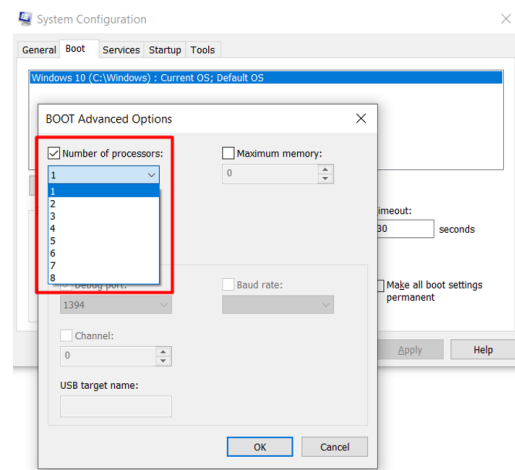 System Configuration
General Boot Services Startup Tools
Windows 10 (C:\Windows) : Current OS; Default OS
BOOT Advanced Options
Number of processors:
Maximum memory:
1
0
1
2
3
4
5
6
7
8
imeout:
30 seconds
Debug port:
Baud rate:
Make all boot settings
permanent
1394
Channel:
0
Apply Help
USB target name:
OK Cancel